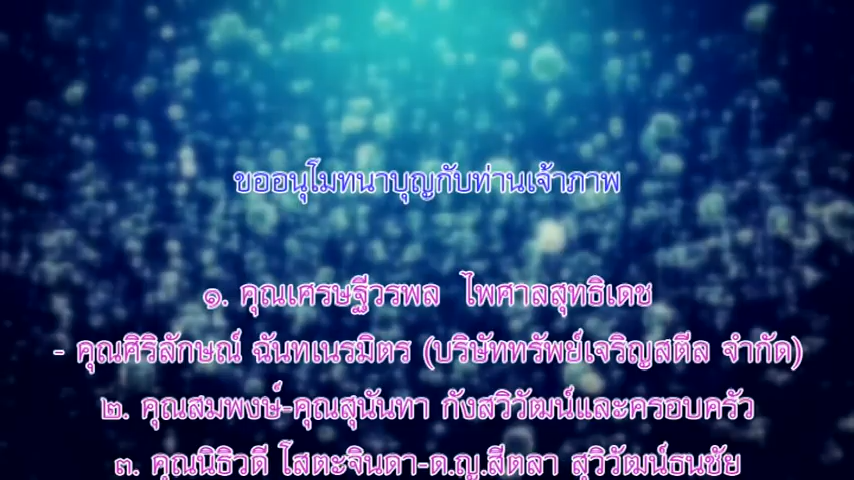 ขออนุโมทนาบุญกับท่านเจ้าภาพ
๑. คุณเศรษฐีวรพล ไพศาลสุทธิเดช
- คุณศิริลักษณ์ ฉันทเนรมิตร (บริษัททรัพย์เจริญสตีล จำกัด)
๒. คุณสมพงษ์-คุณสุนันทา กังสวิวัฒน์และครอบครัว
๓. คุณนิธิวดี โสตะจินดา-ด.ญ.สีตลา สุวิวัฒน์ธนชัย